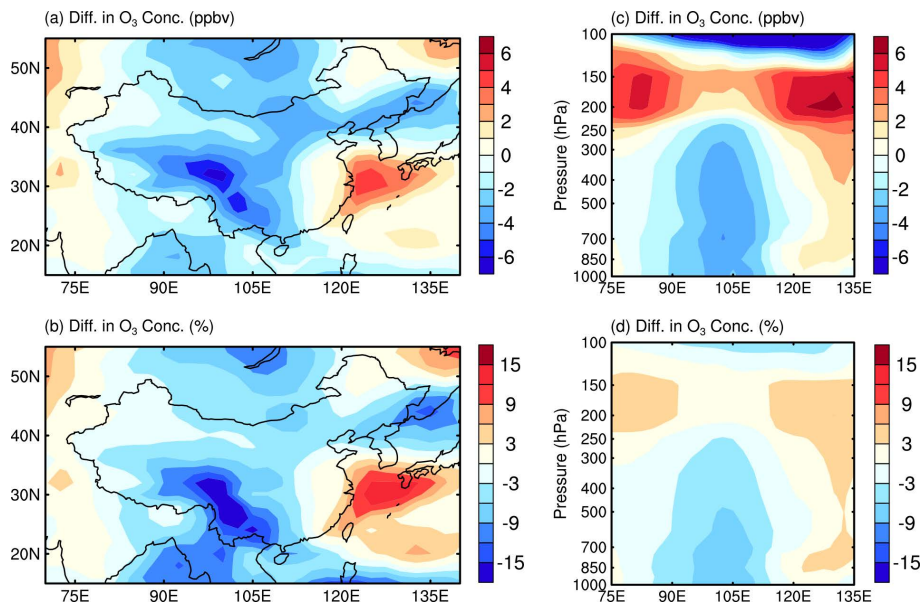 (a) Diff. in O₃ Conc. (ppbv)
50N
40N
30N
20N
75E 90E 105E 120E 135E
6
4
2
0
-2
-4
-6
(c) Diff. in O₃ Conc. (ppbv)
Pressure (hPa)
100
150
200
250
300
400
500
700
850
1000
75E 90E 105E 120E 135E
6
4
2
0
-2
-4
-6
(b) Diff. in O₃ Conc. (%)
50N
40N
30N
20N
75E 90E 105E 120E 135E
15
9
3
-3
-9
-15
(d) Diff. in O₃ Conc. (%)
Pressure (hPa)
100
150
200
250
300
400
500
700
850
1000
75E 90E 105E 120E 135E
15
9
3
-3
-9
-15